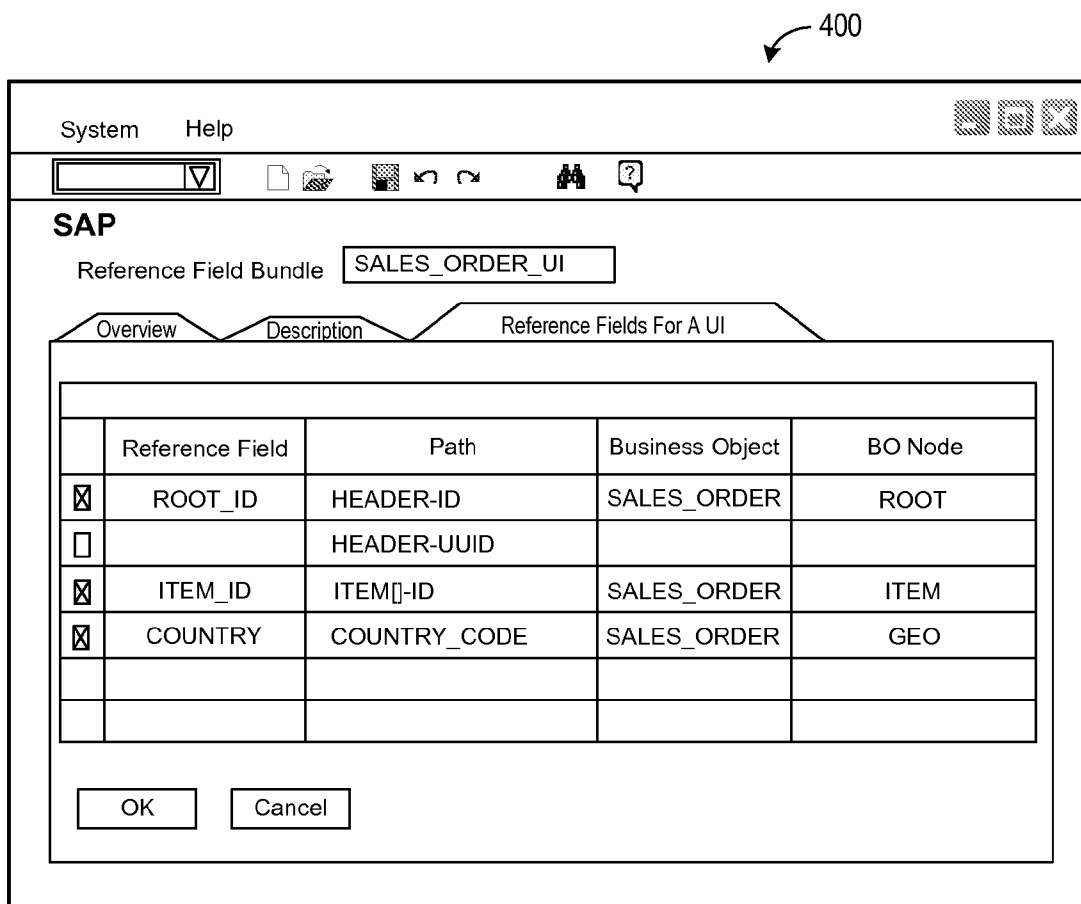 400
System Help
?
SAP
Reference Field Bundle SALES_ORDER_UI
Overview Description Reference Fields For A UI
Reference Field Path Business Object BO Node
ROOT_ID HEADER-ID SALES_ORDER ROOT
HEADER-UUID
ITEM_ID ITEM[]-ID SALES_ORDER ITEM
COUNTRY COUNTRY_CODE SALES_ORDER GEO
OK Cancel